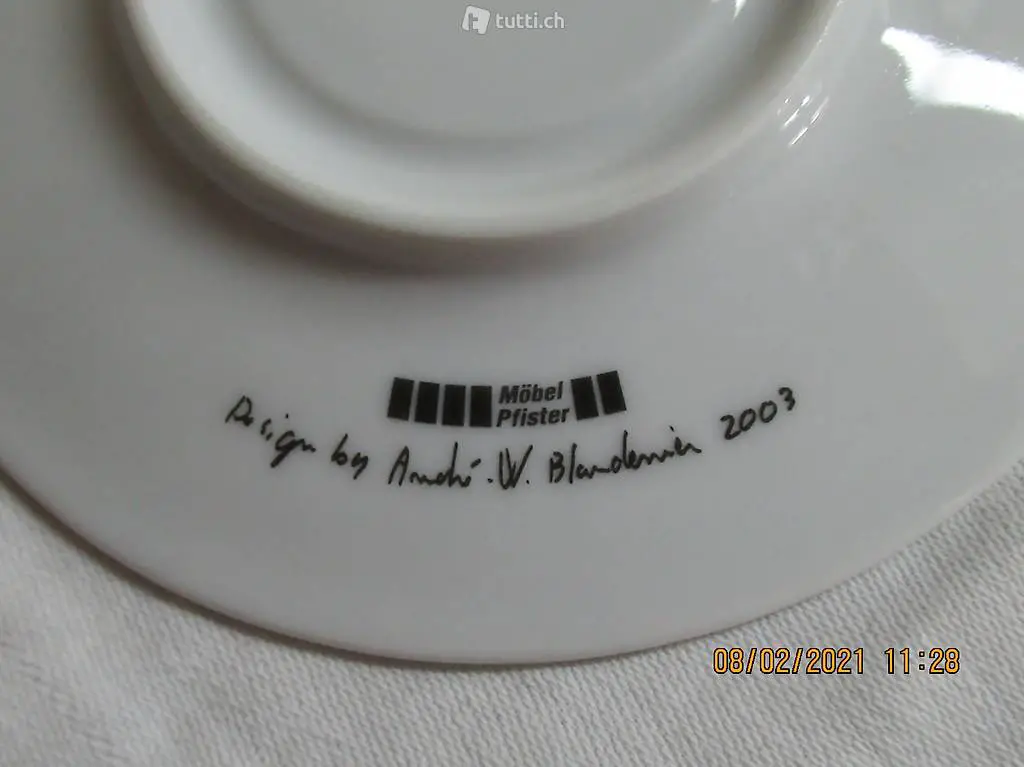 tutti.ch
Möbel
Pfister
Design by André.W. Blandenier 2003
08/02/2021 11:28